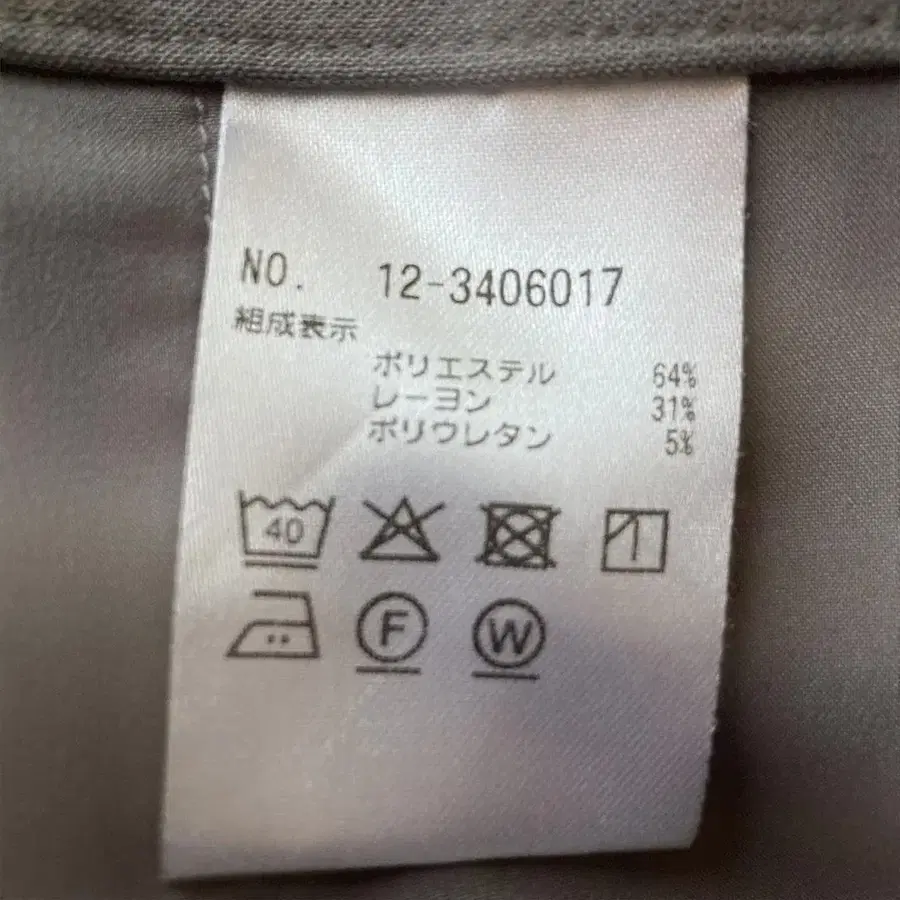 NO. 12-3406017
組成表示
ポリエステル 64%
レーヨン 31%
ポリウレタン 5%
40
F W